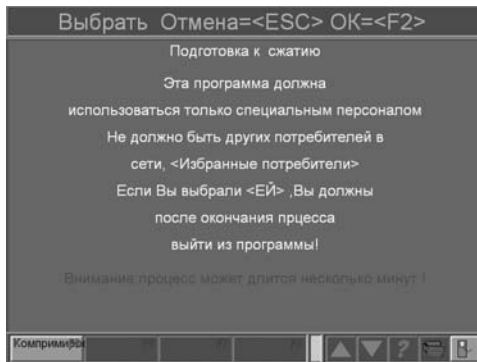 Выбрать Отмена=<ESC> ОК=<F2>
Подготовка к сжатию
Эта программа должна
использоваться только специальным персоналом
Не должно быть других потребителей в
сети, <Избранные потребители>
Если Вы выбрали <ЕЙ> ,Вы должны
после окончания прцесса
выйти из программы!
Внимание процесс может длится несколько минут !
?